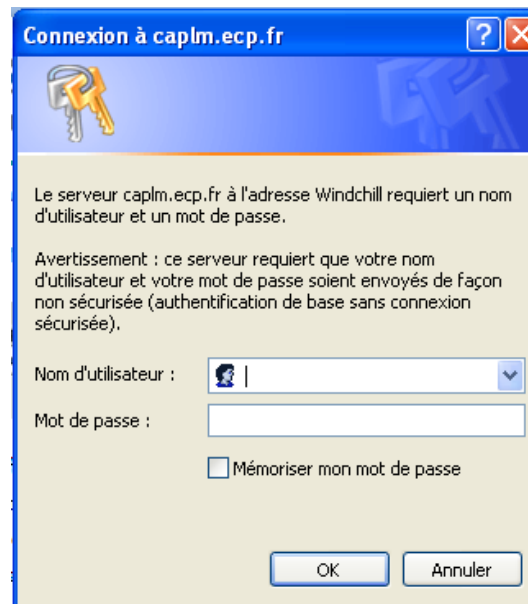 Connexion à caplm.ecp.fr
Le serveur caplm.ecp.fr à l'adresse Windchill requiert un nom
d'utilisateur et un mot de passe.
Avertissement : ce serveur requiert que votre nom
d'utilisateur et votre mot de passe soient envoyés de façon
non sécurisée (authentification de base sans connexion
sécurisée).
Nom d'utilisateur :
Mot de passe :
Mémoriser mon mot de passe
OK Annuler